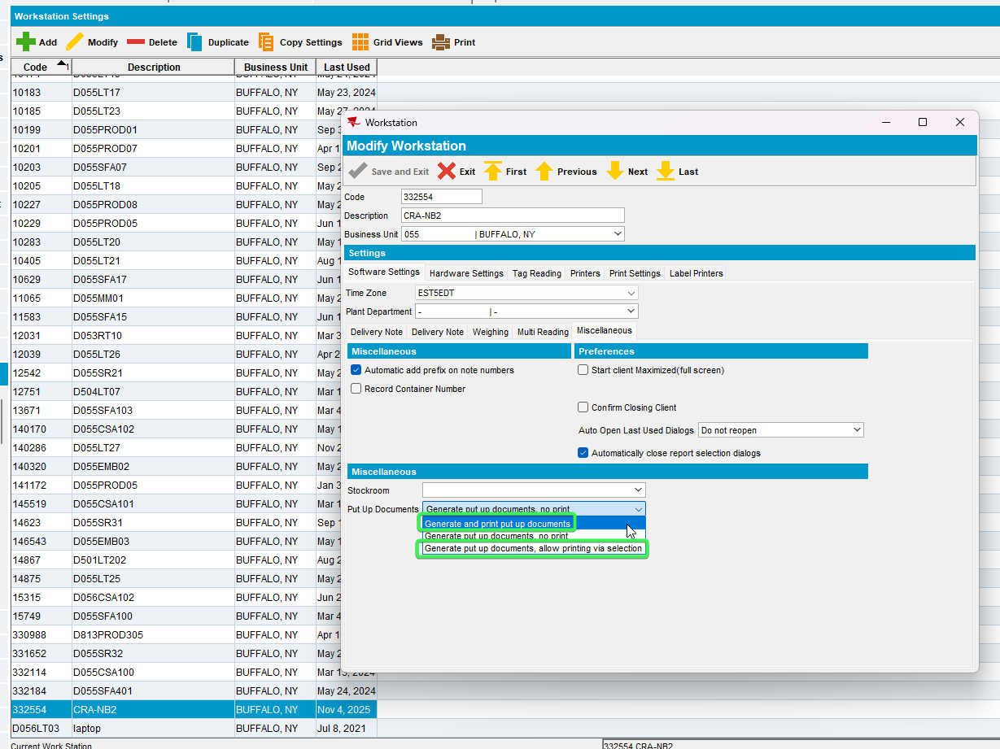 Workstation Settings
Add Modify Delete Duplicate Copy Settings Grid Views Print
Code 1 Description Business Unit Last Used
10183 D055LT17 BUFFALO, NY May 23, 2024
10185 D055LT23 BUFFALO, NY May 27, 2024
10199 D055PROD01 BUFFALO, NY Sep
10201 D055PROD07 BUFFALO, NY Apr 1
10203 D055SFA07 BUFFALO, NY Sep 2
10205 D055LT18 BUFFALO, NY May 2
10227 D055PROD08 BUFFALO, NY May 2
10229 D055PROD05 BUFFALO, NY Jun 1
10283 D055LT20 BUFFALO, NY May 1
10405 D055LT21 BUFFALO, NY Aug 1
10629 D055SFA17 BUFFALO, NY Jun 1
11065 D055MM01 BUFFALO, NY May 2
11583 D055SFA15 BUFFALO, NY Jun 1
12031 D053RT10 BUFFALO, NY Mar 3
12039 D055LT26 BUFFALO, NY Apr 2
12542 D055SR21 BUFFALO, NY May 2
12751 D504LT07 BUFFALO, NY Mar 1
13671 D055SFA103 BUFFALO, NY Mar 4
140170 D055CSA102 BUFFALO, NY May 1
140286 D055LT27 BUFFALO, NY Nov 2
140320 D055EMB02 BUFFALO, NY May 2
141172 D055PROD05 BUFFALO, NY Jan 3
145519 D055CSA101 BUFFALO, NY Mar 1
14623 D055SR31 BUFFALO, NY Sep 1
146543 D055EMB03 BUFFALO, NY May 1
14867 D501LT202 BUFFALO, NY Aug 2
14875 D055LT25 BUFFALO, NY May 2
15315 D056CSA102 BUFFALO, NY Jun 2
15749 D055SFA100 BUFFALO, NY Mar 4
330988 D813PROD305 BUFFALO, NY Apr 1
331652 D055SR32 BUFFALO, NY May 2
332114 D055CSA100 BUFFALO, NY Mar 15, 2024
332184 D055SFA401 BUFFALO, NY May 24, 2024
332554 CRA-NB2 BUFFALO, NY Nov 4, 2025
D056LT03 laptop BUFFALO, NY Jul 8, 2021
Current Work Station 332554 CRA-NB2
Workstation
Modify Workstation
Save and Exit Exit First Previous Next Last
Code 332554
Description CRA-NB2
Business Unit 055 | BUFFALO, NY
Settings
Software Settings Hardware Settings Tag Reading Printers Print Settings Label Printers
Time Zone EST5EDT
Plant Department - | -
Delivery Note Delivery Note Weighing Multi Reading Miscellaneous
Miscellaneous
Automatic add prefix on note numbers
Record Container Number
Preferences
Start client Maximized(full screen)
Confirm Closing Client
Auto Open Last Used Dialogs Do not reopen
Automatically close report selection dialogs
Miscellaneous
Stockroom
Put Up Documents Generate put up documents, no print
Generate and print put up documents
Generate put up documents, no print
Generate put up documents, allow printing via selection